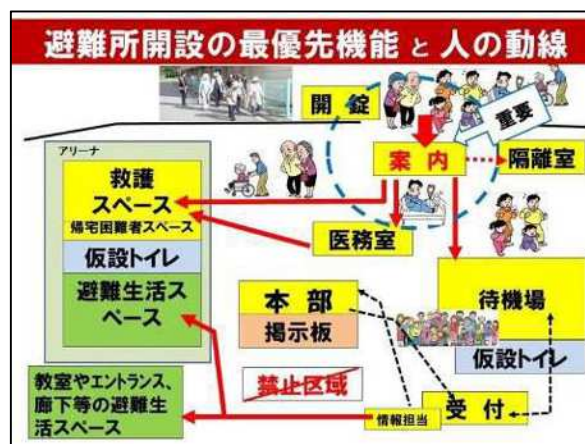 避難所開設の最優先機能 と 人の動線
開 錠
重要
アリーナ
案 内
隔離室
救護
スペース
帰宅困難者スペース
医務室
仮設トイレ
避難生活ス
ペース
本 部
掲示板
待機場
仮設トイレ
教室やエントランス、
廊下等の避難生
活スペース
禁止区域
情報担当
受 付